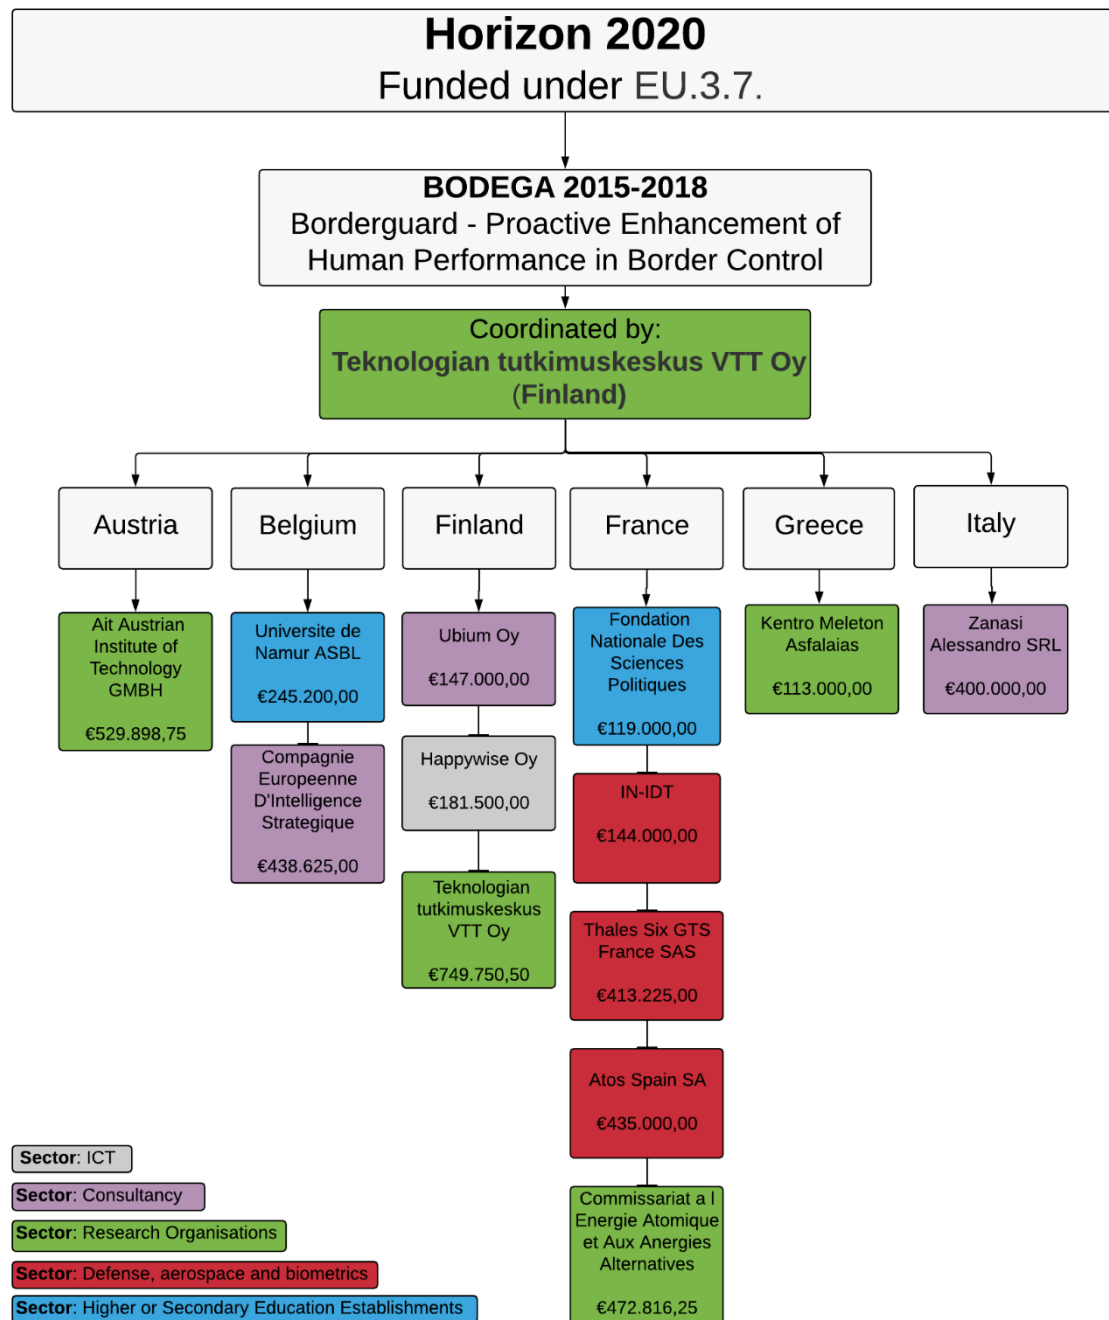 Horizon 2020
Funded under EU.3.7.
BODEGA 2015-2018
Borderguard - Proactive Enhancement of
Human Performance in Border Control
Coordinated by:
Teknologian tutkimuskeskus VTT Oy
(Finland)
Austria
Belgium
Finland
France
Greece
Italy
Ait Austrian
Institute of
Technology
GMBH
€529.898,75
Universite de
Namur ASBL
€245.200,00
Compagnie
Europeenne
D'Intelligence
Strategique
€438.625,00
Ubium Oy
€147.000,00
Happywise Oy
€181.500,00
Teknologian
tutkimuskeskus
VTT Oy
€749.750,50
Fondation
Nationale Des
Sciences
Politiques
€119.000,00
IN-IDT
€144.000,00
Thales Six GTS
France SAS
€413.225,00
Atos Spain SA
€435.000,00
Commissariat a l
Energie Atomique
et Aux Anergies
Alternatives
€472.816,25
Kentro Meleton
Asfalaias
€113.000,00
Zanasi
Alessandro SRL
€400.000,00
Sector: ICT
Sector: Consultancy
Sector: Research Organisations
Sector: Defense, aerospace and biometrics
Sector: Higher or Secondary Education Establishments